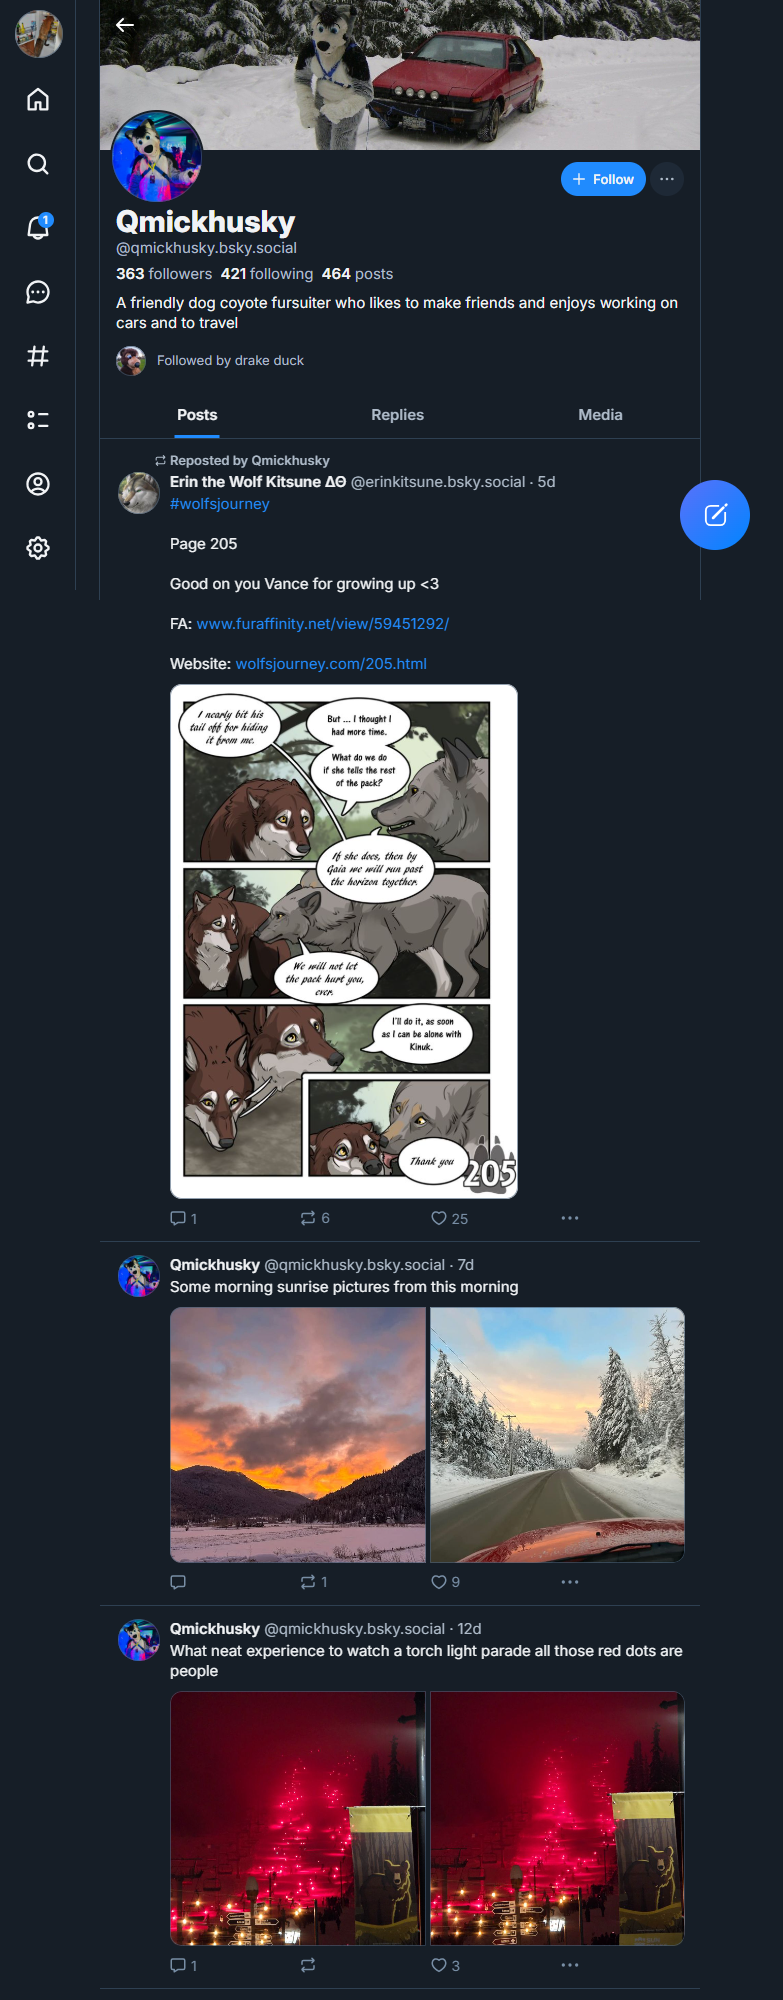 1
Follow
Qmickhusky
@qmickhusky.bsky.social
363 followers 421 following 464 posts
A friendly dog coyote fursuiter who likes to make friends and enjoys working on
cars and to travel
Followed by drake duck
Posts Replies Media
Reposted by Qmickhusky
Erin the Wolf Kitsune ΔΘ @erinkitsune.bsky.social · 5d
#wolfsjourney
Page 205
Good on you Vance for growing up <3
FA: www.furaffinity.net/view/59451292/
Website: wolfsjourney.com/205.html
I nearly bit his
tail off for hiding
it from me.
But ... I thought I
had more time.
What do we do
if she tells the rest
of the pack?
If she does, then by
Gaia we will run past
the horizon together.
We will not let
the pack hurt you,
ever.
I'll do it, as soon
as I can be alone with
Kinuk.
Thank you
205
1 6 25
Qmickhusky @qmickhusky.bsky.social · 7d
Some morning sunrise pictures from this morning
1 9
Qmickhusky @qmickhusky.bsky.social · 12d
What neat experience to watch a torch light parade all those red dots are
people
1 3